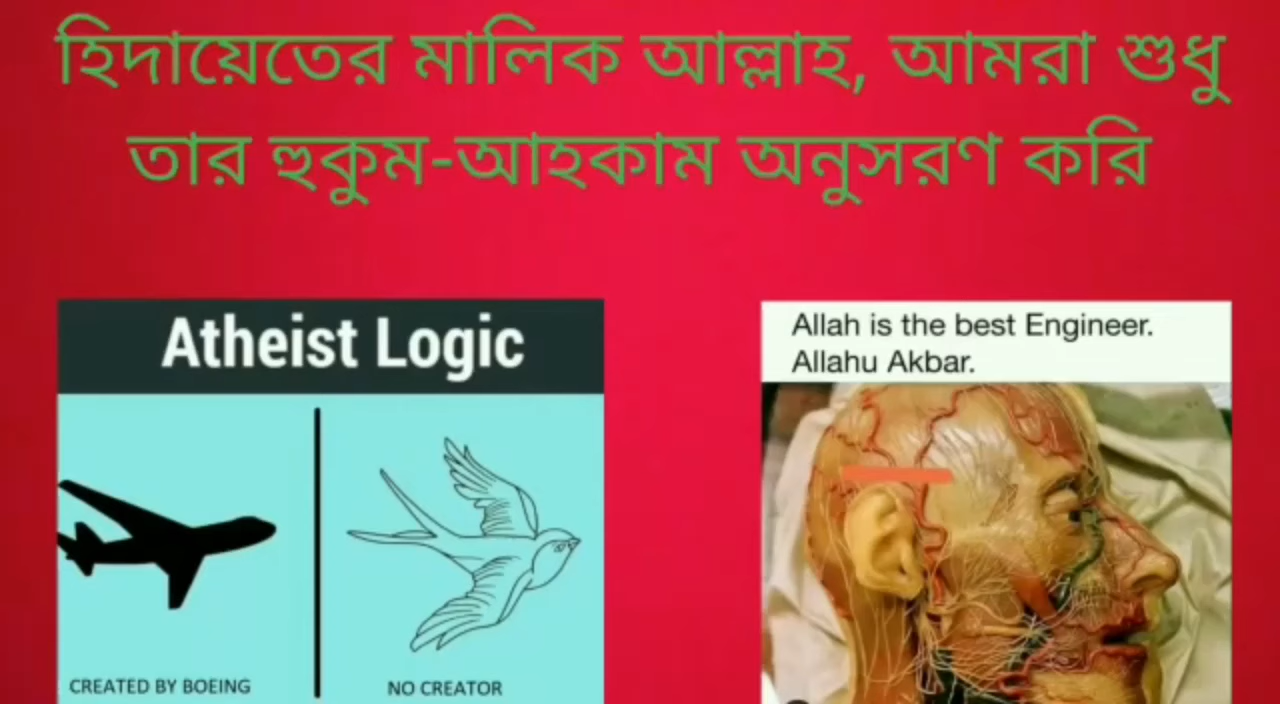 হিদায়েতের মালিক আল্লাহ, আমরা শুধু
তার হুকুম-আহকাম অনুসরণ করি
Atheist Logic
CREATED BY BOEING
NO CREATOR
Allah is the best Engineer.
Allahu Akbar.